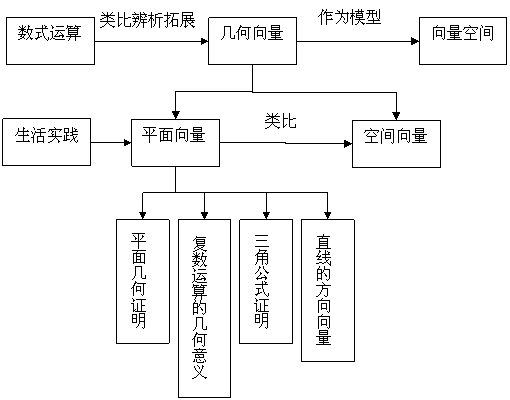 数式运算
类比辨析拓展
几何向量
作为模型
向量空间
生活实践
平面向量
类比
空间向量
平面几何证明
复数运算的几何意义
三角公式证明
直线的方向向量